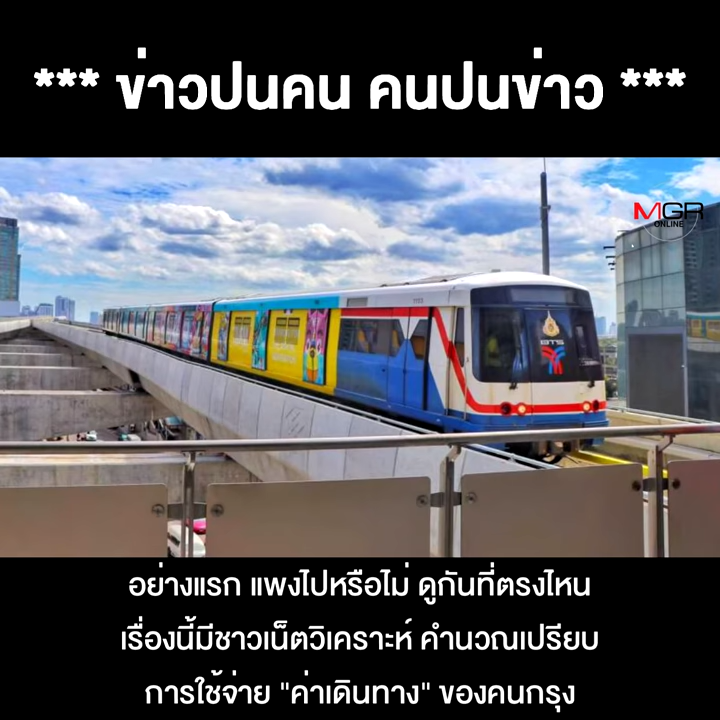 *** ข่าวปนคน คนปนข่าว ***
MGR
ONLINE
BTS
อย่างแรก แพงไปหรือไม่ ดูกันที่ตรงไหน
เรื่องนี้มีชาวเน็ตวิเคราะห์ คำนวณเปรียบ
การใช้จ่าย "ค่าเดินทาง" ของคนกรุง